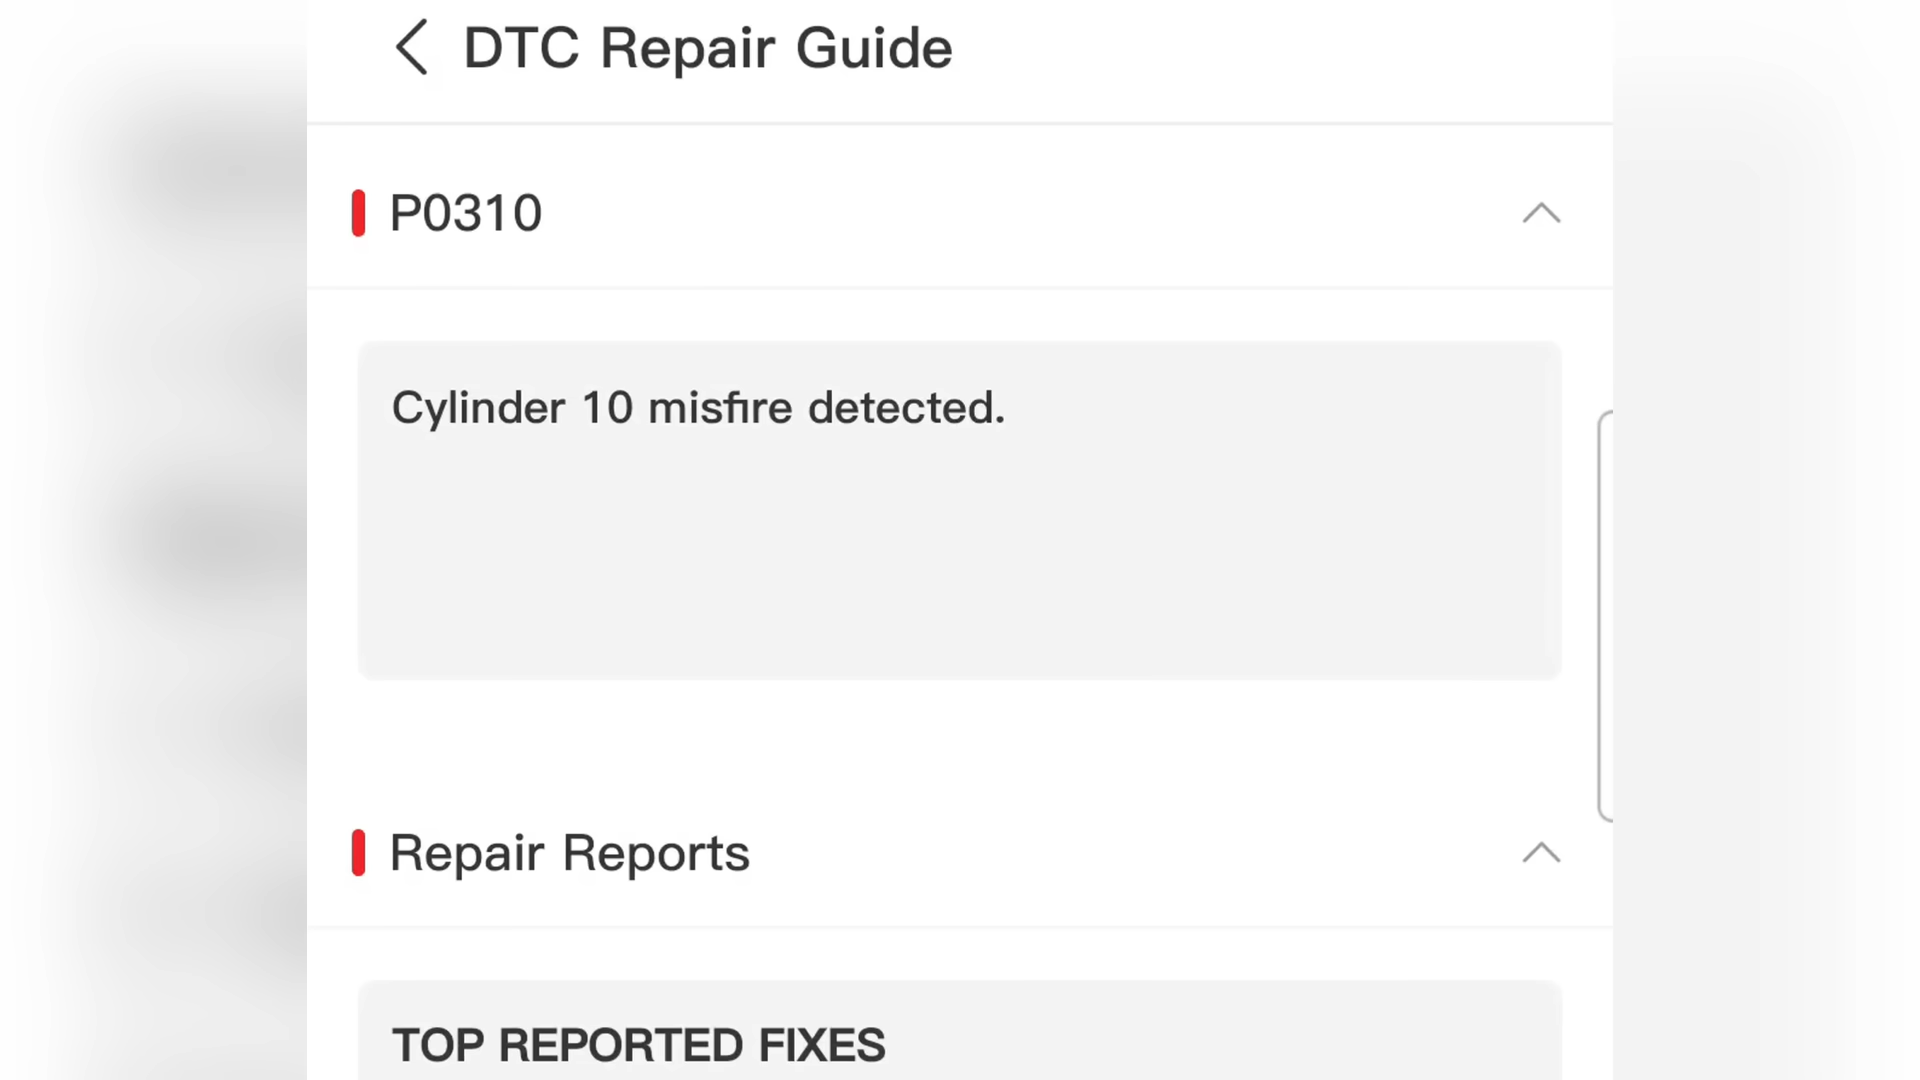 DTC Repair Guide
P0310
Cylinder 10 misfire detected.
Repair Reports
TOP REPORTED FIXES